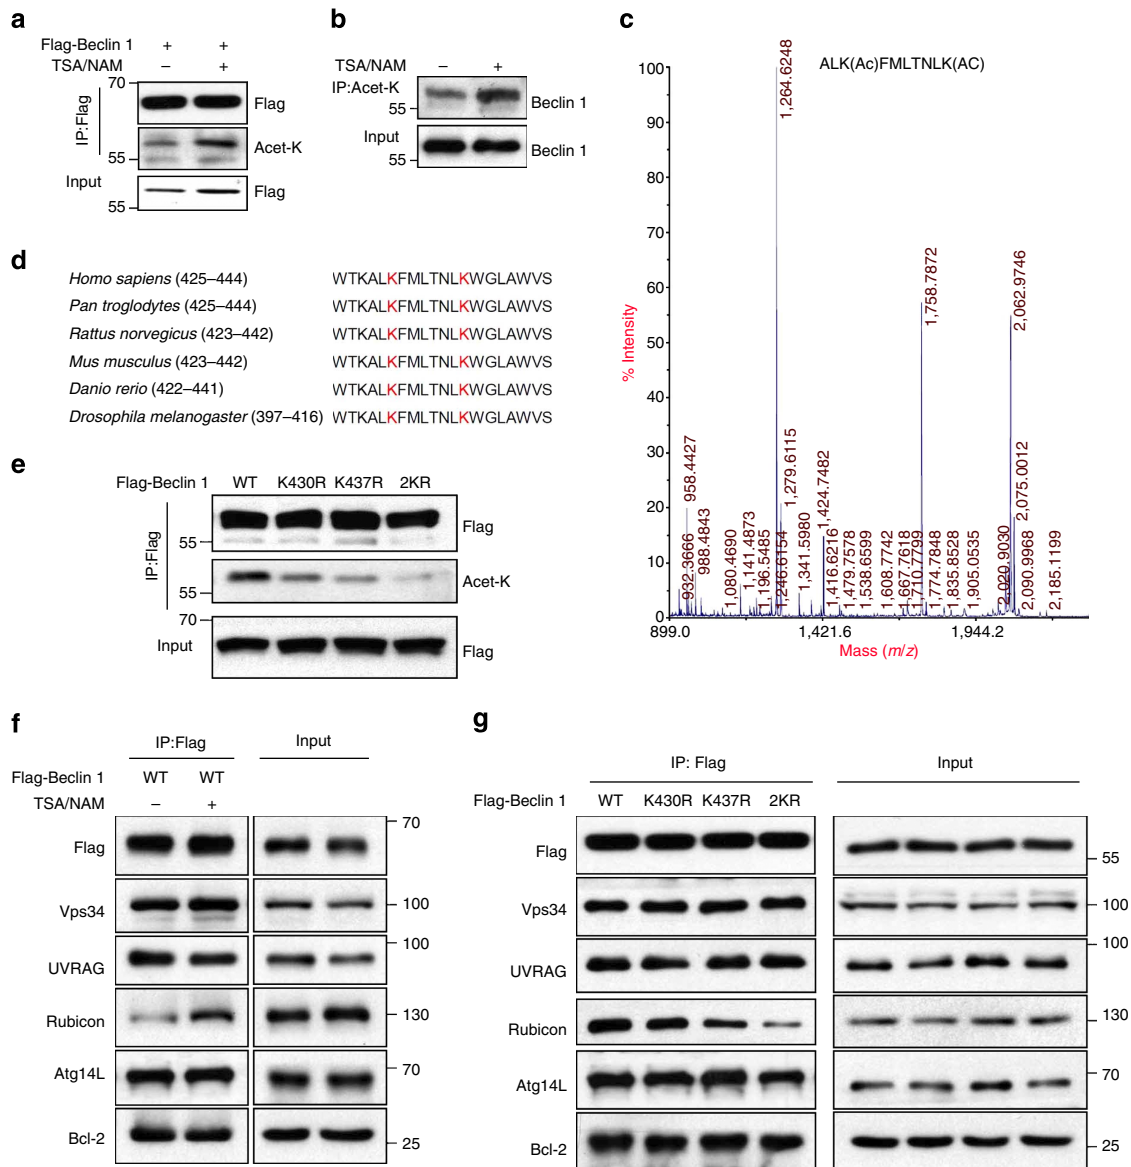 a
Flag-Beclin 1 + +
TSA/NAM – +
IP:Flag
70
Flag
Acet-K
55
Input
Flag
55
b
TSA/NAM – +
IP:Acet-K
Beclin 1
55
Input
Beclin 1
55
c
ALK(Ac)FMLTNLK(AC)
% Intensity
100
90
80
70
60
50
40
30
20
10
0
932.3666
958.4427
988.4843
1,080.4690
1,141.4873
1,196.5485
1,246.6154
1,264.6248
1,279.6115
1,341.5980
1,416.6216
1,424.7482
1,479.7578
1,538.6599
1,608.7742
1,667.7618
1,710.7799
1,758.7872
1,774.7848
1,835.8528
1,905.0535
2,020.9030
2,062.9746
2,075.0012
2,090.9968
2,185.1199
899.0 1,421.6 1,944.2
Mass (m/z)
d
Homo sapiens (425–444) WTKALKFMLTNLKWGLAWVS
Pan troglodytes (425–444) WTKALKFMLTNLKWGLAWVS
Rattus norvegicus (423–442) WTKALKFMLTNLKWGLAWVS
Mus musculus (423–442) WTKALKFMLTNLKWGLAWVS
Danio rerio (422–441) WTKALKFMLTNLKWGLAWVS
Drosophila melanogaster (397–416) WTKALKFMLTNLKWGLAWVS
e
Flag-Beclin 1 WT K430R K437R 2KR
IP:Flag
Flag
55
Acet-K
55
70
Input
Flag
f
IP:Flag Input
Flag-Beclin 1 WT WT
TSA/NAM – +
Flag 70
Vps34 100
UVRAG 100
Rubicon 130
Atg14L 70
Bcl-2 25
g
IP: Flag Input
Flag-Beclin 1 WT K430R K437R 2KR
Flag 55
Vps34 100
UVRAG 100
Rubicon 130
Atg14L 70
Bcl-2 25